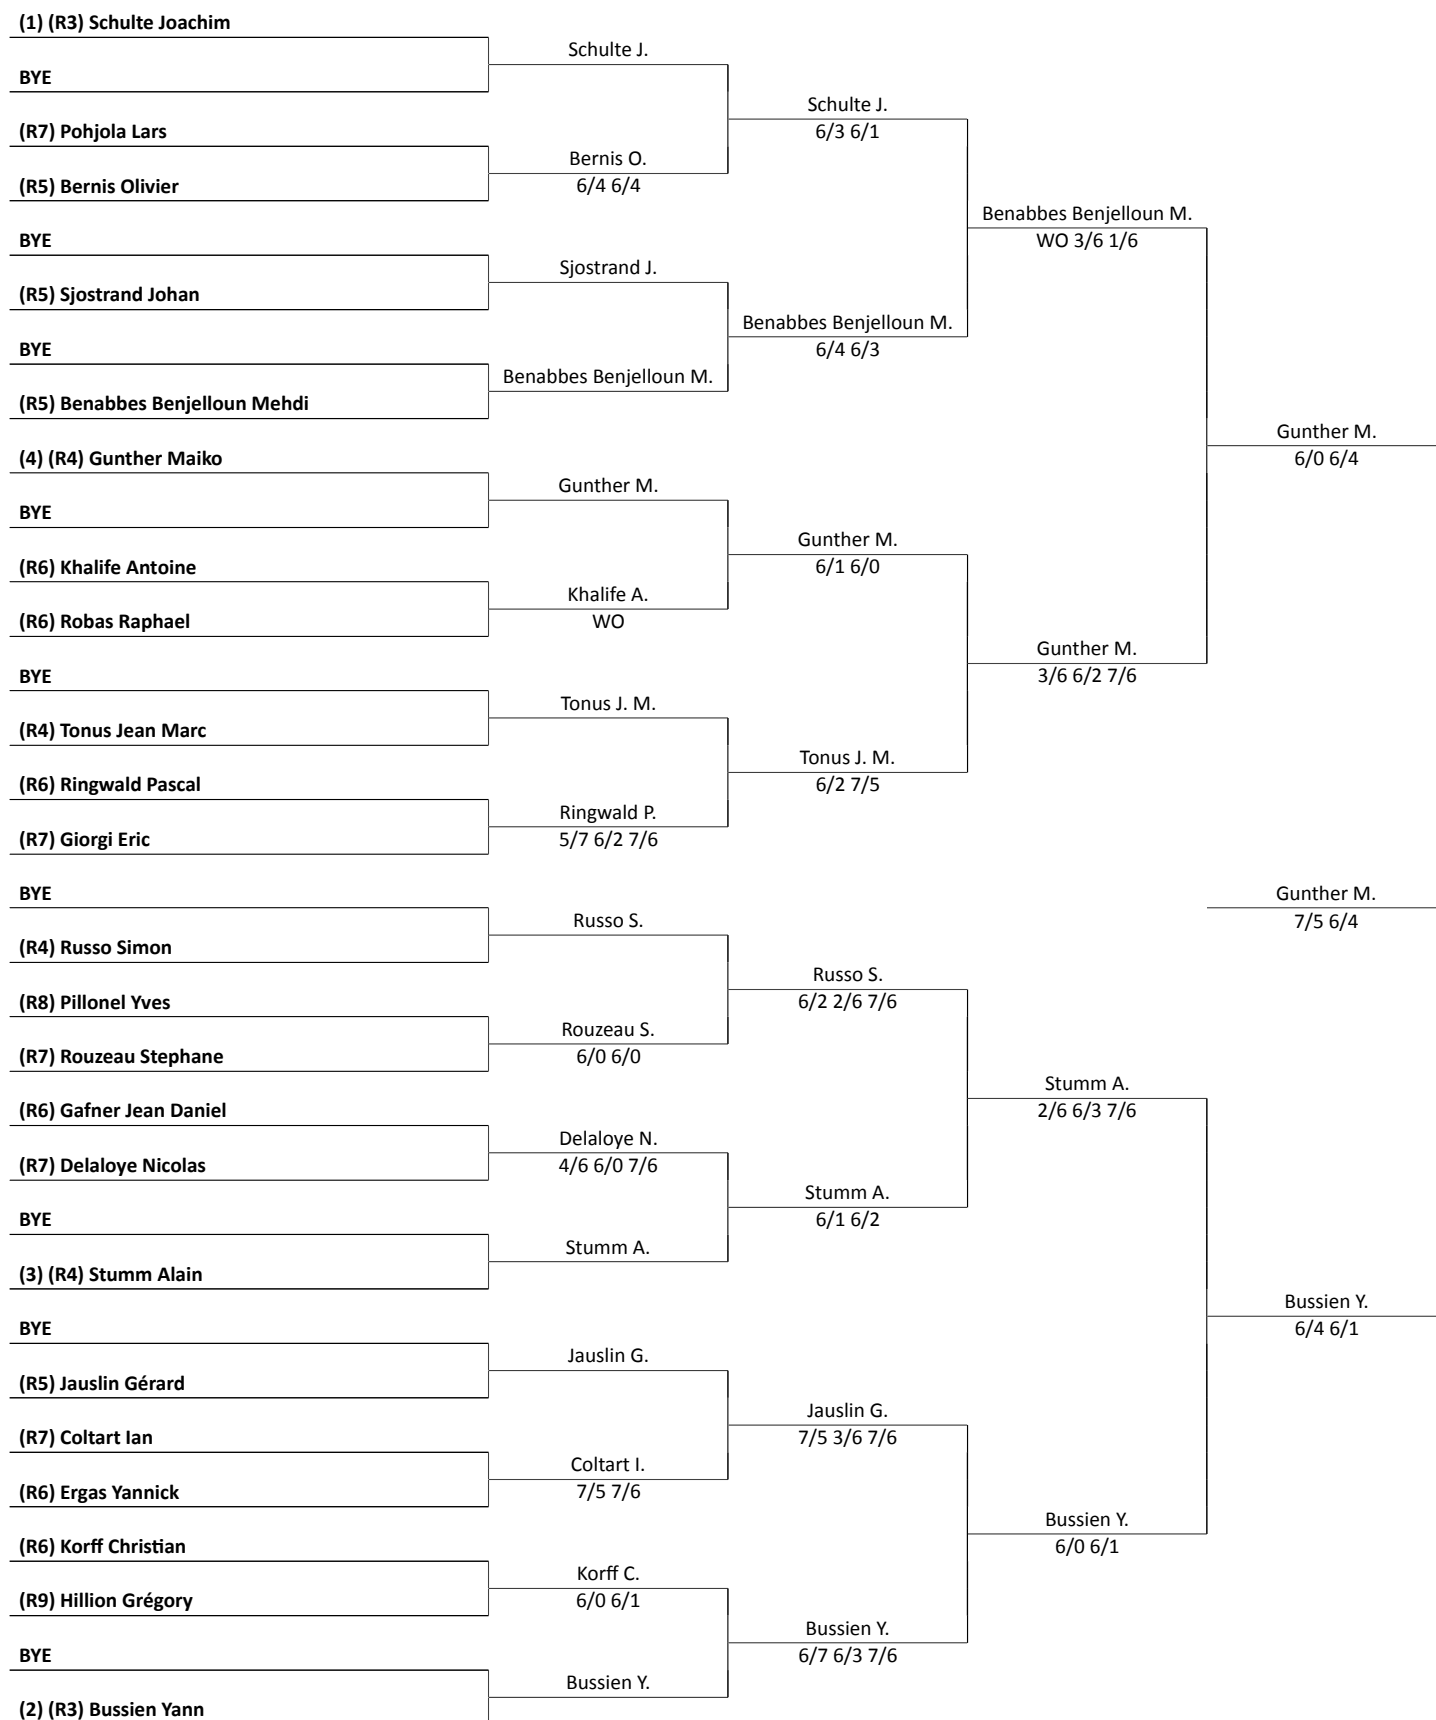 (1) (R3) Schulte Joachim
Schulte J.
BYE
Schulte J.
6/3 6/1
(R7) Pohjola Lars
Bernis O.
6/4 6/4
(R5) Bernis Olivier
Benabbes Benjelloun M.
WO 3/6 1/6
BYE
Sjostrand J.
(R5) Sjostrand Johan
Benabbes Benjelloun M.
6/4 6/3
BYE
Benabbes Benjelloun M.
(R5) Benabbes Benjelloun Mehdi
Gunther M.
6/0 6/4
(4) (R4) Gunther Maiko
Gunther M.
BYE
Gunther M.
6/1 6/0
(R6) Khalife Antoine
Khalife A.
WO
(R6) Robas Raphael
Gunther M.
3/6 6/2 7/6
BYE
Tonus J. M.
(R4) Tonus Jean Marc
Tonus J. M.
6/2 7/5
(R6) Ringwald Pascal
Ringwald P.
5/7 6/2 7/6
(R7) Giorgi Eric
BYE
Gunther M.
7/5 6/4
Russo S.
(R4) Russo Simon
Russo S.
6/2 2/6 7/6
(R8) Pillonel Yves
Rouzeau S.
6/0 6/0
(R7) Rouzeau Stephane
Stumm A.
2/6 6/3 7/6
(R6) Gafner Jean Daniel
Delaloye N.
4/6 6/0 7/6
(R7) Delaloye Nicolas
Stumm A.
6/1 6/2
BYE
Stumm A.
(3) (R4) Stumm Alain
Bussien Y.
6/4 6/1
BYE
Jauslin G.
(R5) Jauslin Gérard
Jauslin G.
7/5 3/6 7/6
(R7) Coltart Ian
Coltart I.
7/5 7/6
(R6) Ergas Yannick
Bussien Y.
6/0 6/1
(R6) Korff Christian
Korff C.
6/0 6/1
(R9) Hillion Grégory
Bussien Y.
6/7 6/3 7/6
BYE
Bussien Y.
(2) (R3) Bussien Yann